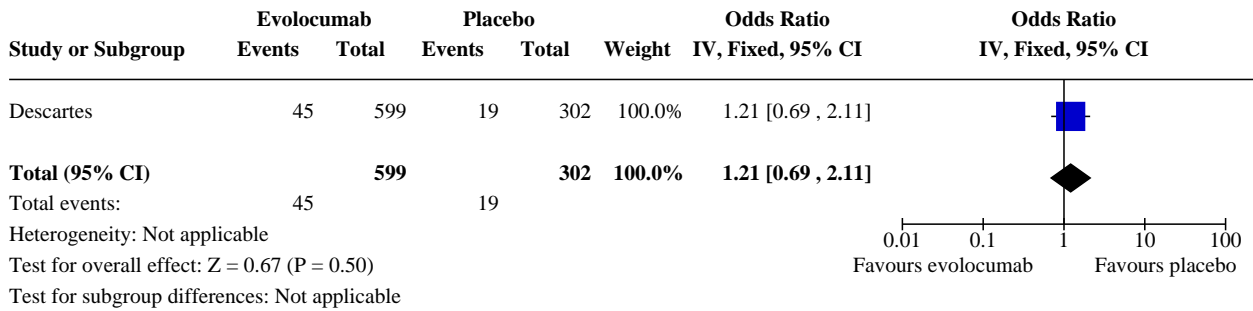 Evolocumab Placebo Odds Ratio Odds Ratio
Study or Subgroup Events Total Events Total Weight IV, Fixed, 95% CI IV, Fixed, 95% CI
Descartes 45 599 19 302 100.0% 1.21 [0.69 , 2.11]
Total (95% CI) 599 302 100.0% 1.21 [0.69 , 2.11]
Total events: 45 19
Heterogeneity: Not applicable
0.01 0.1 1 10 100
Test for overall effect: Z = 0.67 (P = 0.50)
Favours evolocumab Favours placebo
Test for subgroup differences: Not applicable